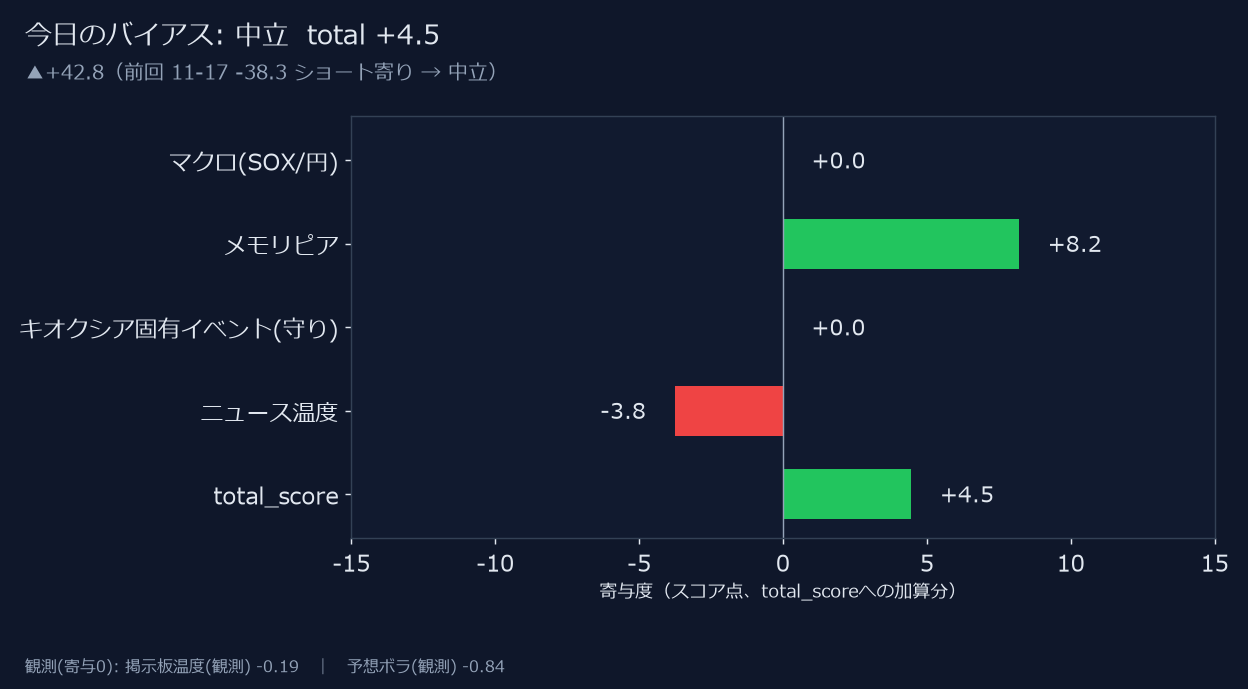 今日のバイアス: 中立 total +4.5
▲+42.8（前回 11-17 -38.3 ショート寄り → 中立）
マクロ(SOX/円)
+0.0
メモリピア
+8.2
キオクシア固有イベント(守り)
+0.0
ニュース温度
-3.8
total_score
+4.5
-15 -10 -5 0 5 10 15
寄与度（スコア点、total_scoreへの加算分）
観測(寄与0): 掲示板温度(観測) -0.19 ｜ 予想ボラ(観測) -0.84